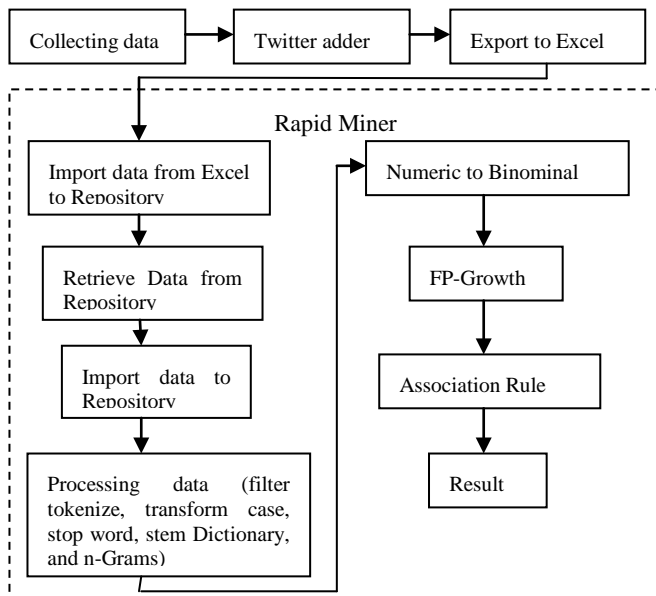 Collecting data
Twitter adder
Export to Excel
Rapid Miner
Import data from Excel
to Repository
Retrieve Data from
Repository
Import data to
Repository
Processing data (filter
tokenize, transform case,
stop word, stem Dictionary,
and n-Grams)
Numeric to Binominal
FP-Growth
Association Rule
Result